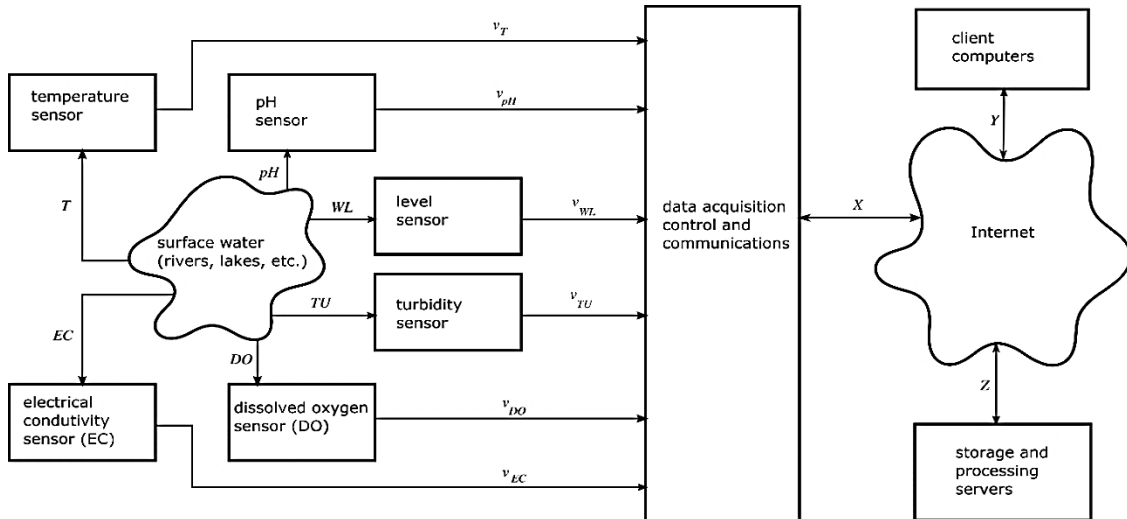 v_T
client
computers
temperature
sensor
pH
sensor
v_pH
Y
pH
T
WL
level
sensor
v_WL
data acquisition
control and
communications
X
Internet
surface water
(rivers, lakes, etc.)
TU
turbidity
sensor
v_TU
EC
DO
Z
electrical
condutivity
sensor (EC)
dissolved oxygen
sensor (DO)
v_DO
storage and
processing
servers
v_EC